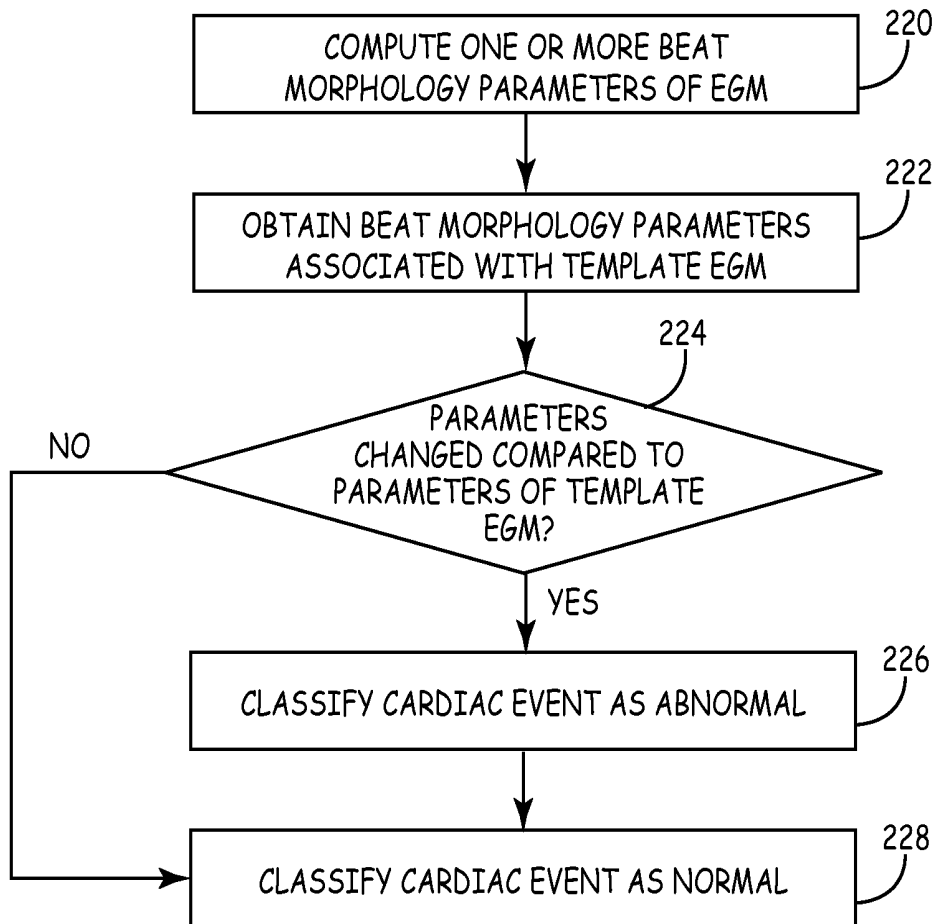 220
COMPUTE ONE OR MORE BEAT
MORPHOLOGY PARAMETERS OF EGM
222
OBTAIN BEAT MORPHOLOGY PARAMETERS
ASSOCIATED WITH TEMPLATE EGM
224
PARAMETERS
CHANGED COMPARED TO
PARAMETERS OF TEMPLATE
EGM?
NO
YES
226
CLASSIFY CARDIAC EVENT AS ABNORMAL
228
CLASSIFY CARDIAC EVENT AS NORMAL